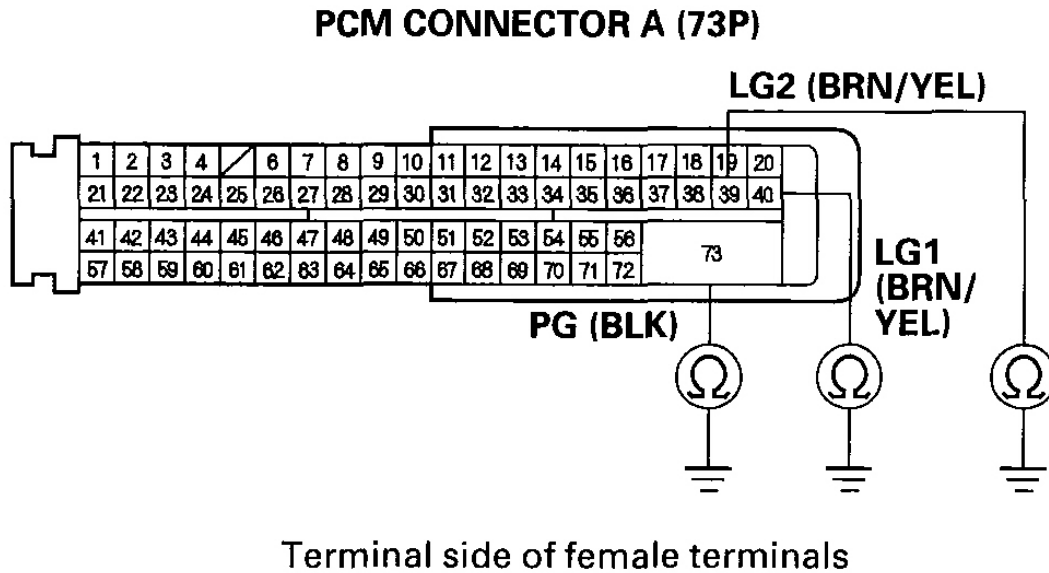 PCM CONNECTOR A (73P)
LG2 (BRN/YEL)
1 2 3 4 6 7 8 9 10 11 12 13 14 15 16 17 18 19 20
21 22 23 24 25 26 27 28 29 30 31 32 33 34 35 36 37 38 39 40
41 42 43 44 45 46 47 48 49 50 51 52 53 54 55 56 73
57 58 59 60 61 62 63 64 65 66 67 68 69 70 71 72
LG1
(BRN/
YEL)
PG (BLK)
Ω Ω Ω
Terminal side of female terminals